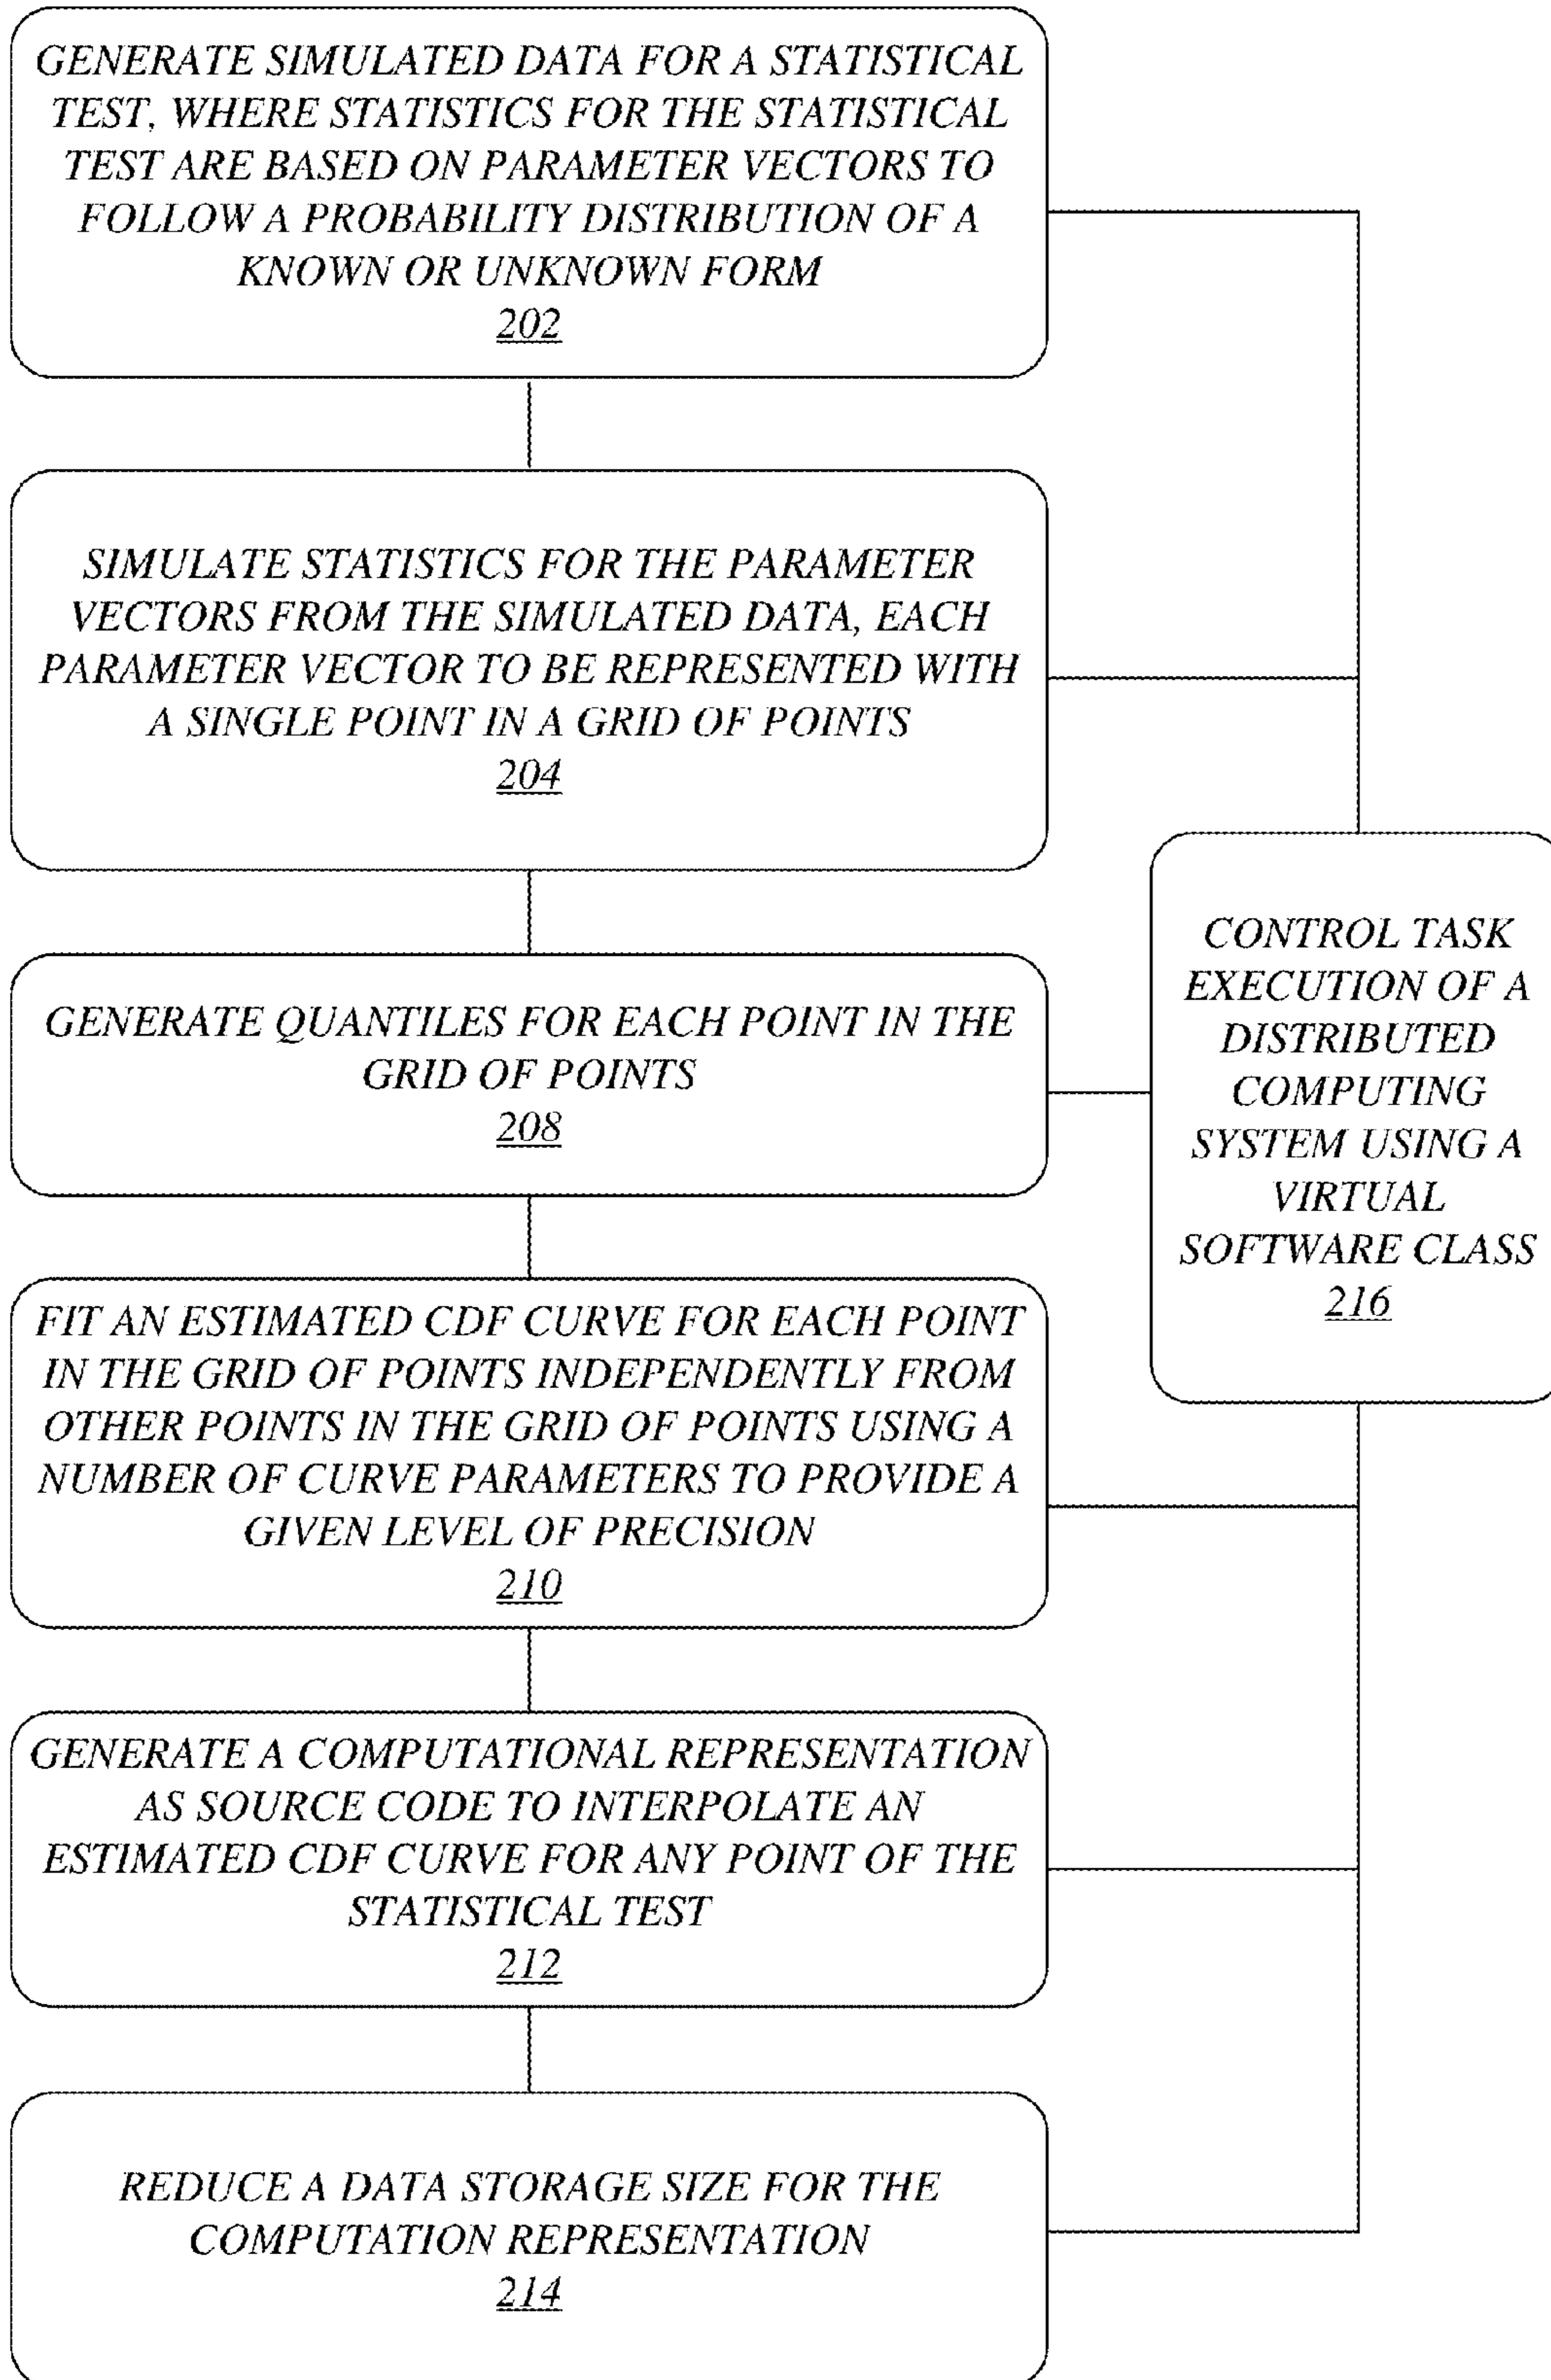 GENERATE SIMULATED DATA FOR A STATISTICAL
TEST, WHERE STATISTICS FOR THE STATISTICAL
TEST ARE BASED ON PARAMETER VECTORS TO
FOLLOW A PROBABILITY DISTRIBUTION OF A
KNOWN OR UNKNOWN FORM
202
SIMULATE STATISTICS FOR THE PARAMETER
VECTORS FROM THE SIMULATED DATA, EACH
PARAMETER VECTOR TO BE REPRESENTED WITH
A SINGLE POINT IN A GRID OF POINTS
204
GENERATE QUANTILES FOR EACH POINT IN THE
GRID OF POINTS
208
FIT AN ESTIMATED CDF CURVE FOR EACH POINT
IN THE GRID OF POINTS INDEPENDENTLY FROM
OTHER POINTS IN THE GRID OF POINTS USING A
NUMBER OF CURVE PARAMETERS TO PROVIDE A
GIVEN LEVEL OF PRECISION
210
GENERATE A COMPUTATIONAL REPRESENTATION
AS SOURCE CODE TO INTERPOLATE AN
ESTIMATED CDF CURVE FOR ANY POINT OF THE
STATISTICAL TEST
212
REDUCE A DATA STORAGE SIZE FOR THE
COMPUTATION REPRESENTATION
214
CONTROL TASK
EXECUTION OF A
DISTRIBUTED
COMPUTING
SYSTEM USING A
VIRTUAL
SOFTWARE CLASS
216